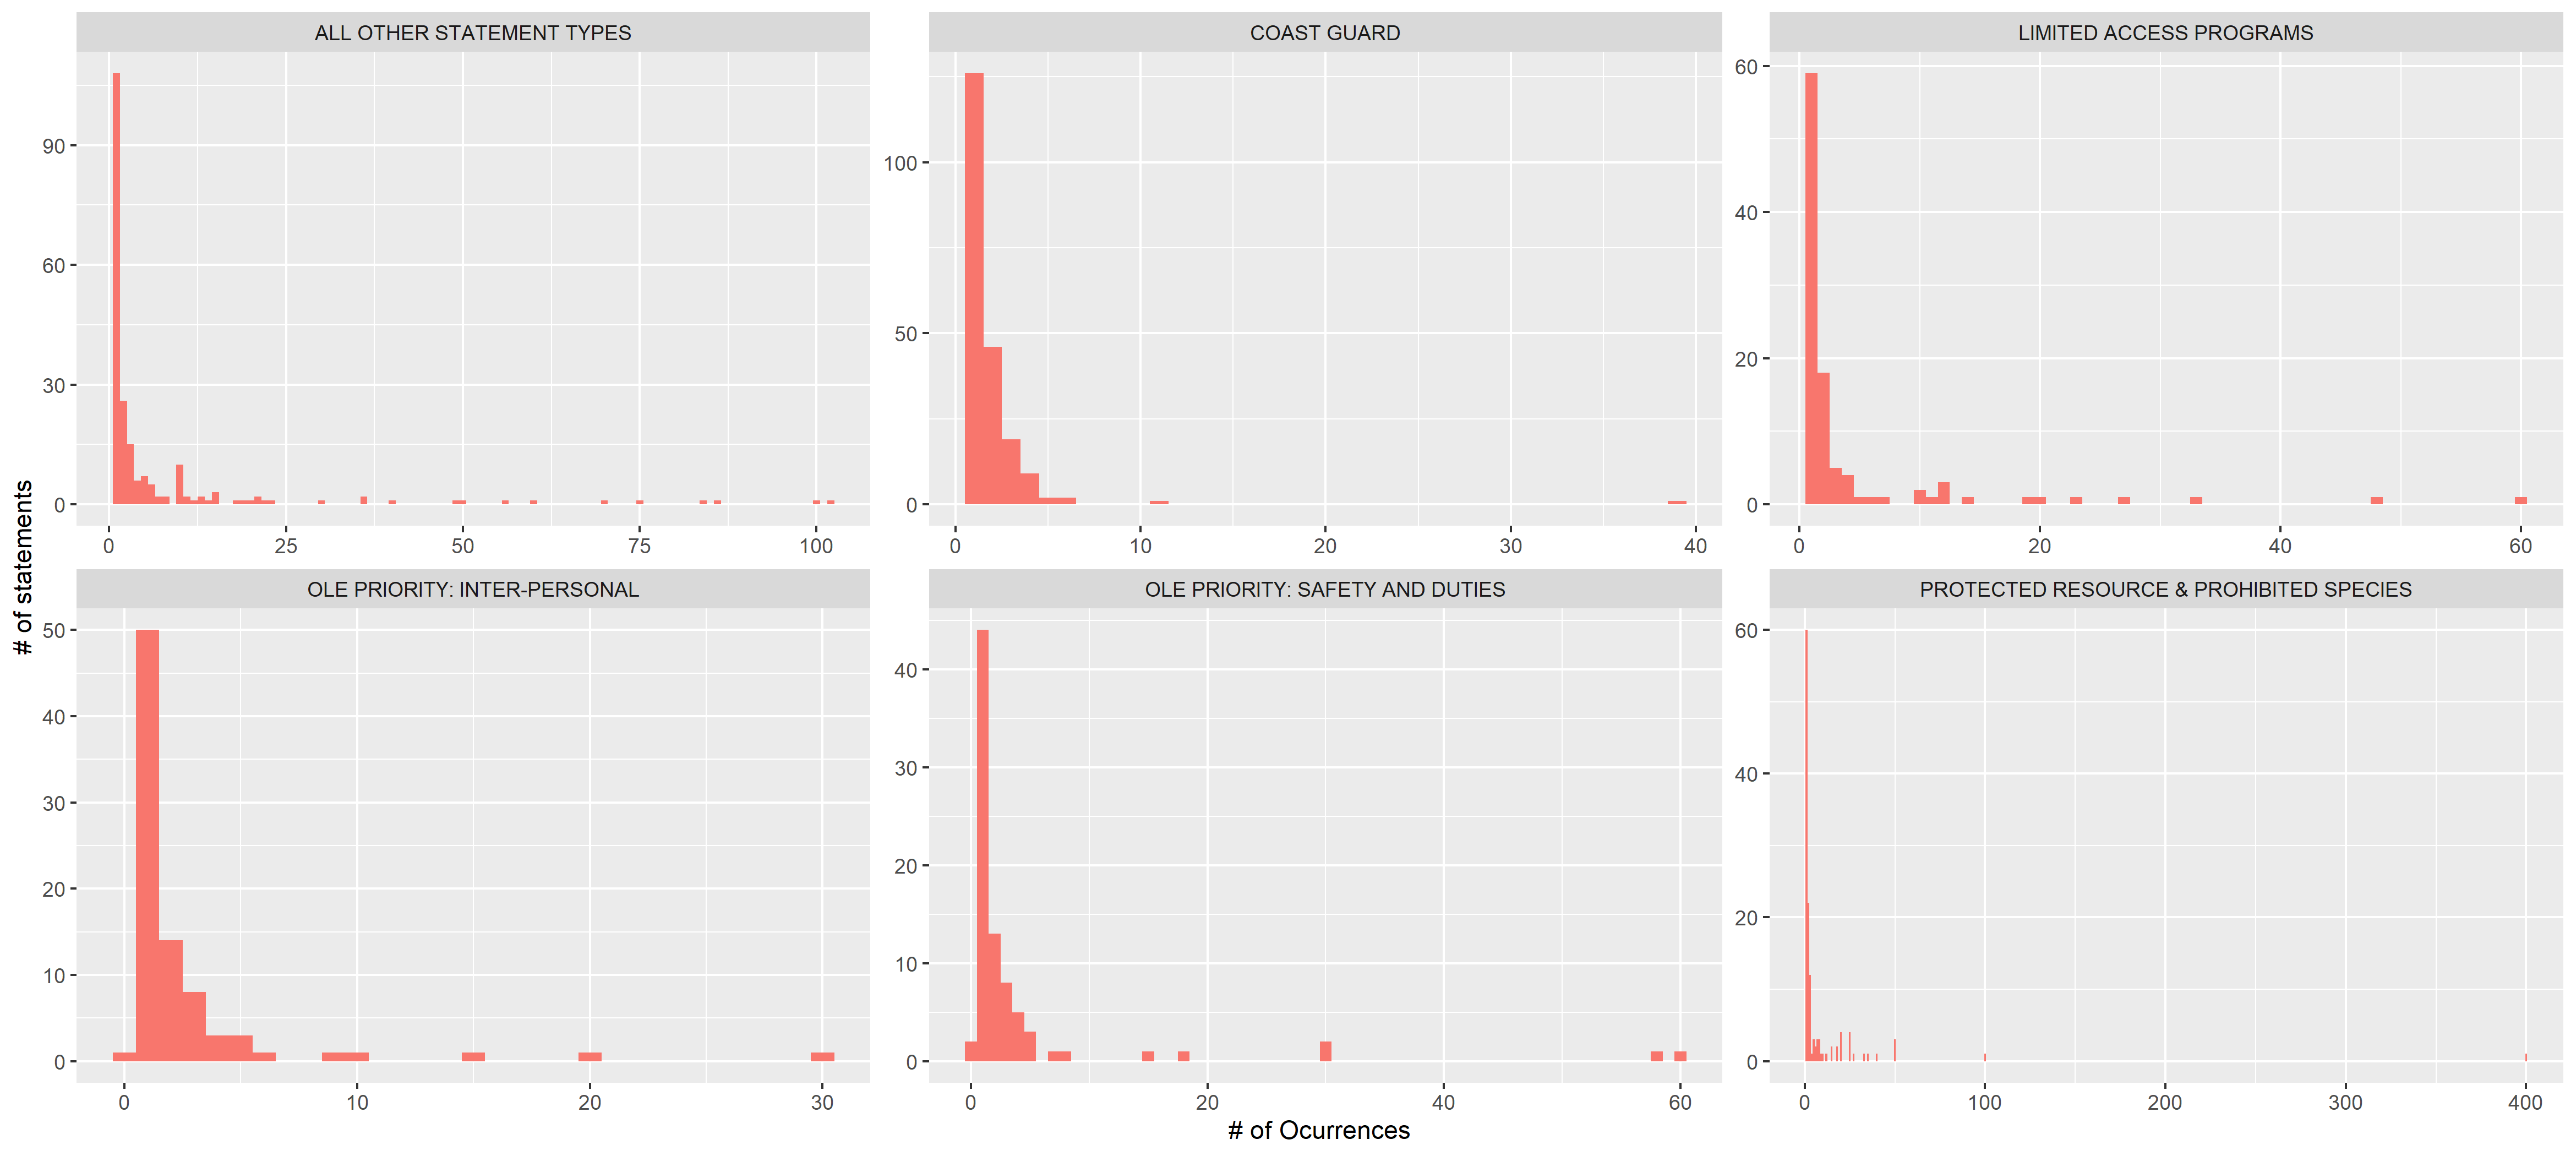 ALL OTHER STATEMENT TYPES
COAST GUARD
LIMITED ACCESS PROGRAMS
90
60
30
0
100
50
0
60
40
20
0
0 25 50 75 100
0 10 20 30 40
0 20 40 60
# of statements
OLE PRIORITY: INTER-PERSONAL
OLE PRIORITY: SAFETY AND DUTIES
PROTECTED RESOURCE & PROHIBITED SPECIES
50
40
30
20
10
0
40
30
20
10
0
60
40
20
0
0 10 20 30
0 20 40 60
0 100 200 300 400
# of Ocurrences